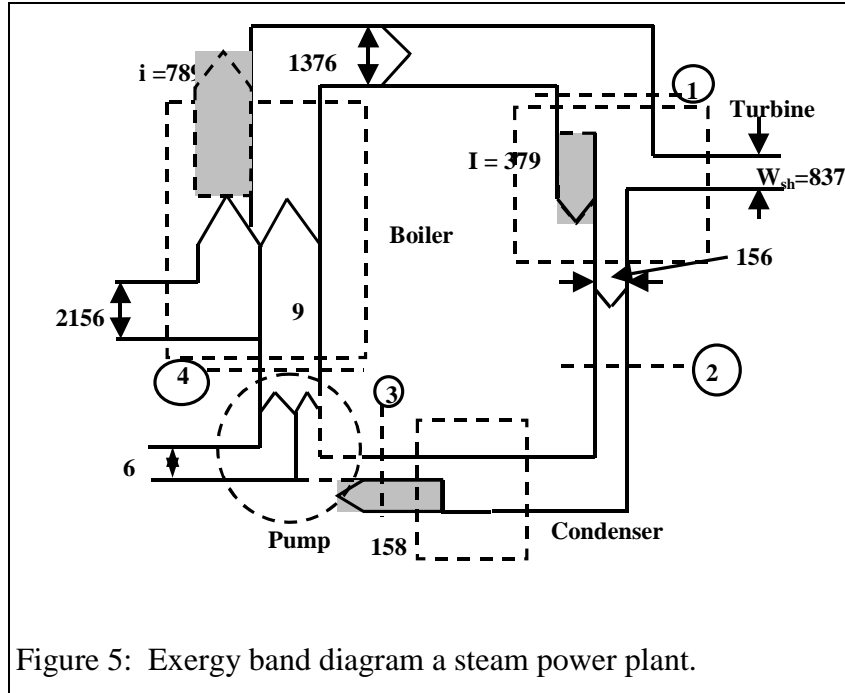 1376
i =789
1
Turbine
I = 379
W_sh=837
Boiler
156
2156
9
4
3
2
6
Pump
158
Condenser
Figure 5:  Exergy band diagram a steam power plant.